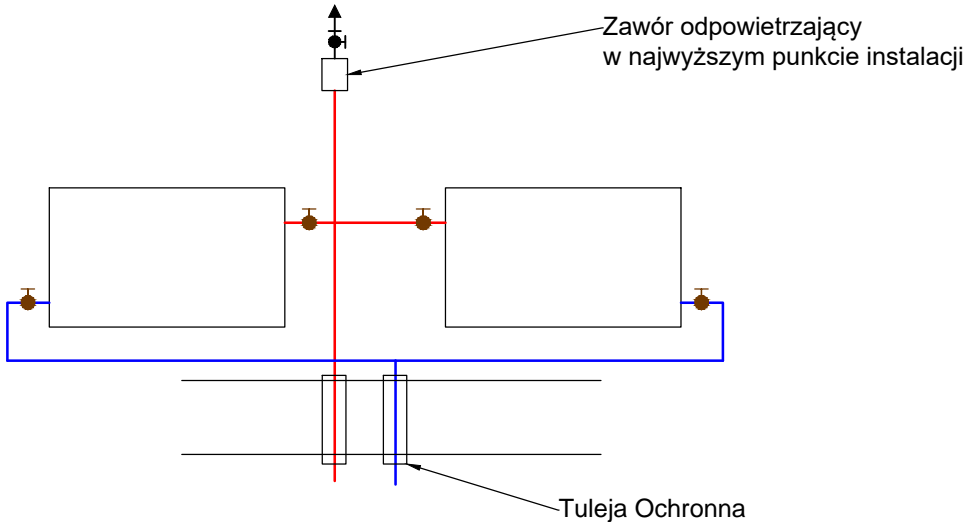 Zawór odpowietrzający
w najwyższym punkcie instalacji
Tuleja Ochronna